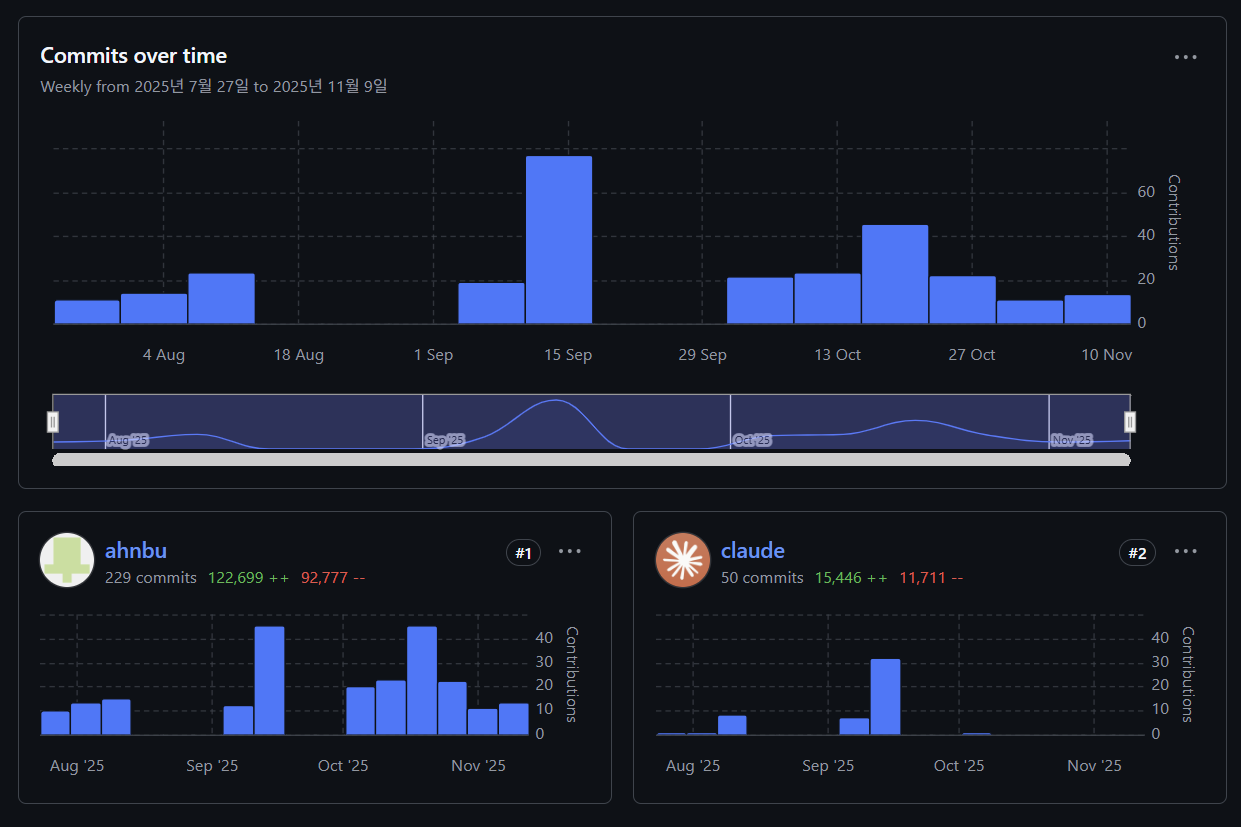 Commits over time
Weekly from 2025년 7월 27일 to 2025년 11월 9일
60
40
20
0
Contributions
4 Aug 18 Aug 1 Sep 15 Sep 29 Sep 13 Oct 27 Oct 10 Nov
Aug '25 Sep '25 Oct '25 Nov '25
ahnbu #1
229 commits 122,699 ++ 92,777 --
40
30
20
10
0
Contributions
Aug '25 Sep '25 Oct '25 Nov '25
claude #2
50 commits 15,446 ++ 11,711 --
40
30
20
10
0
Contributions
Aug '25 Sep '25 Oct '25 Nov '25